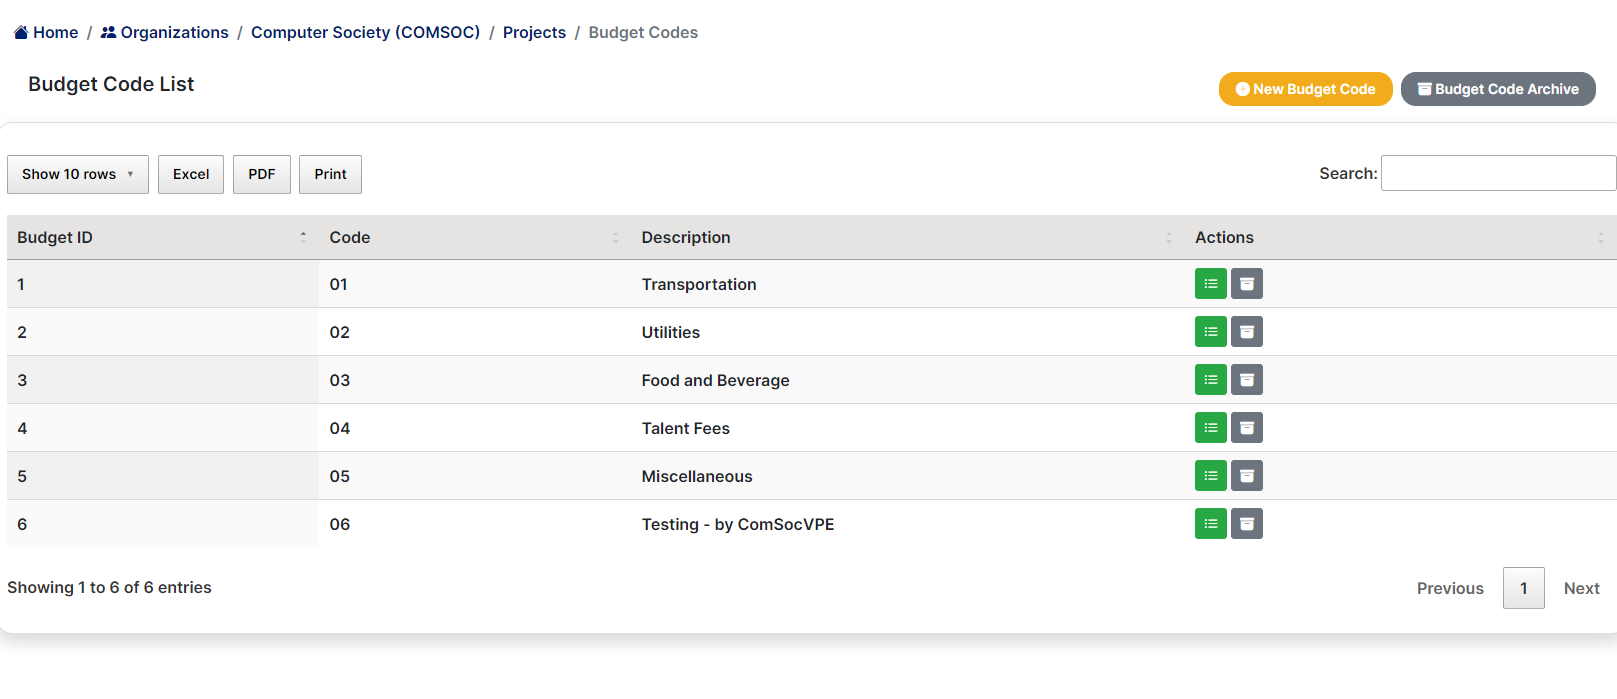 Home / Organizations / Computer Society (COMSOC) / Projects / Budget Codes
Budget Code List
New Budget Code
Budget Code Archive
Show 10 rows
Excel
PDF
Print
Search:
Budget ID Code Description Actions
1 01 Transportation
2 02 Utilities
3 03 Food and Beverage
4 04 Talent Fees
5 05 Miscellaneous
6 06 Testing - by ComSocVPE
Showing 1 to 6 of 6 entries
Previous 1 Next